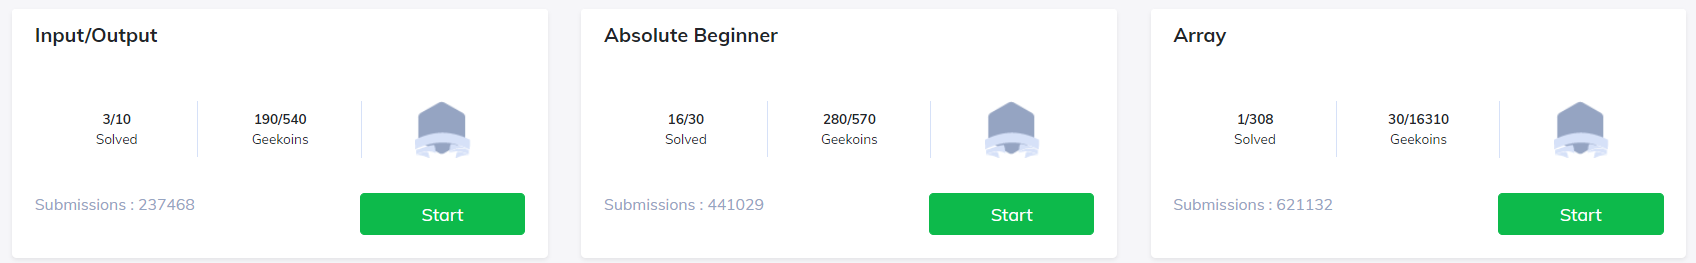 Input/Output
3/10
Solved
190/540
Geekoins
Submissions : 237468
Start
Absolute Beginner
16/30
Solved
280/570
Geekoins
Submissions : 441029
Start
Array
1/308
Solved
30/16310
Geekoins
Submissions : 621132
Start